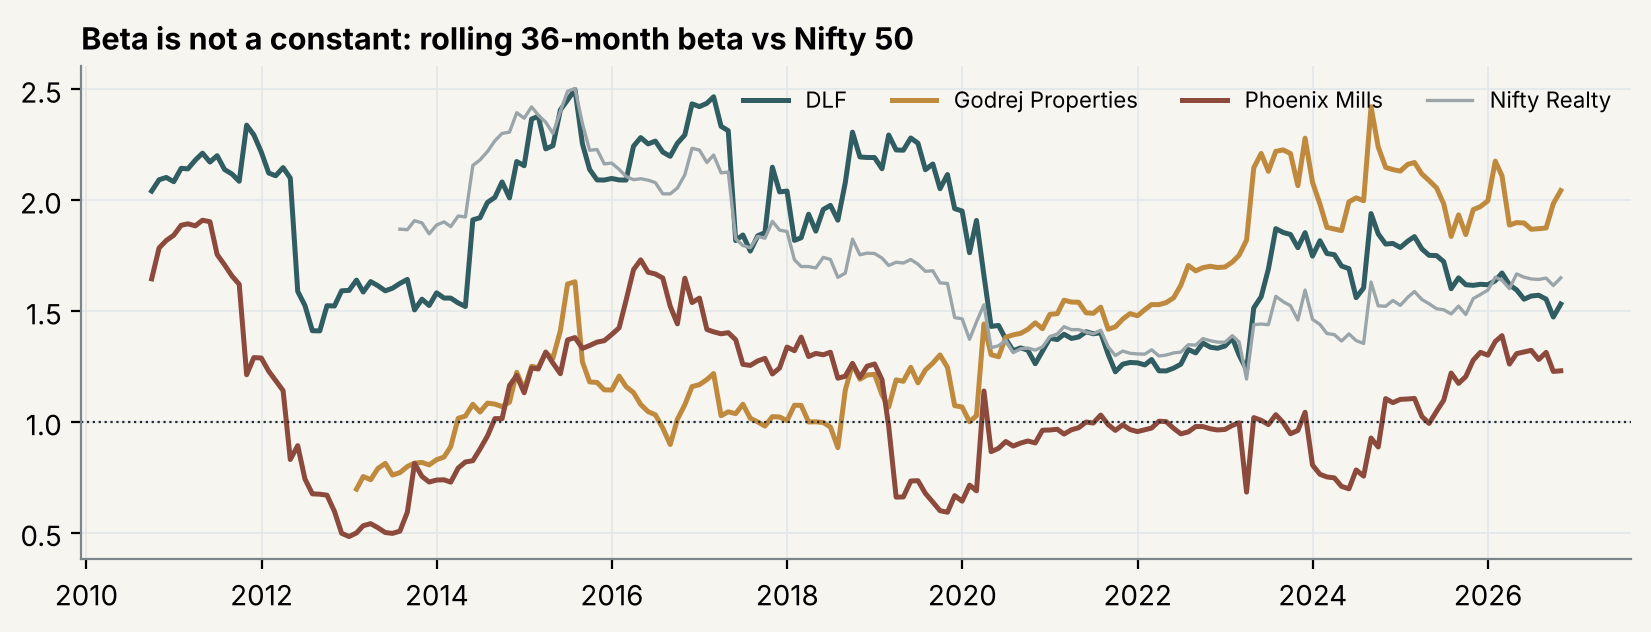 Beta is not a constant: rolling 36-month beta vs Nifty 50
DLF Godrej Properties Phoenix Mills Nifty Realty
2.5
2.0
1.5
1.0
0.5
2010 2012 2014 2016 2018 2020 2022 2024 2026